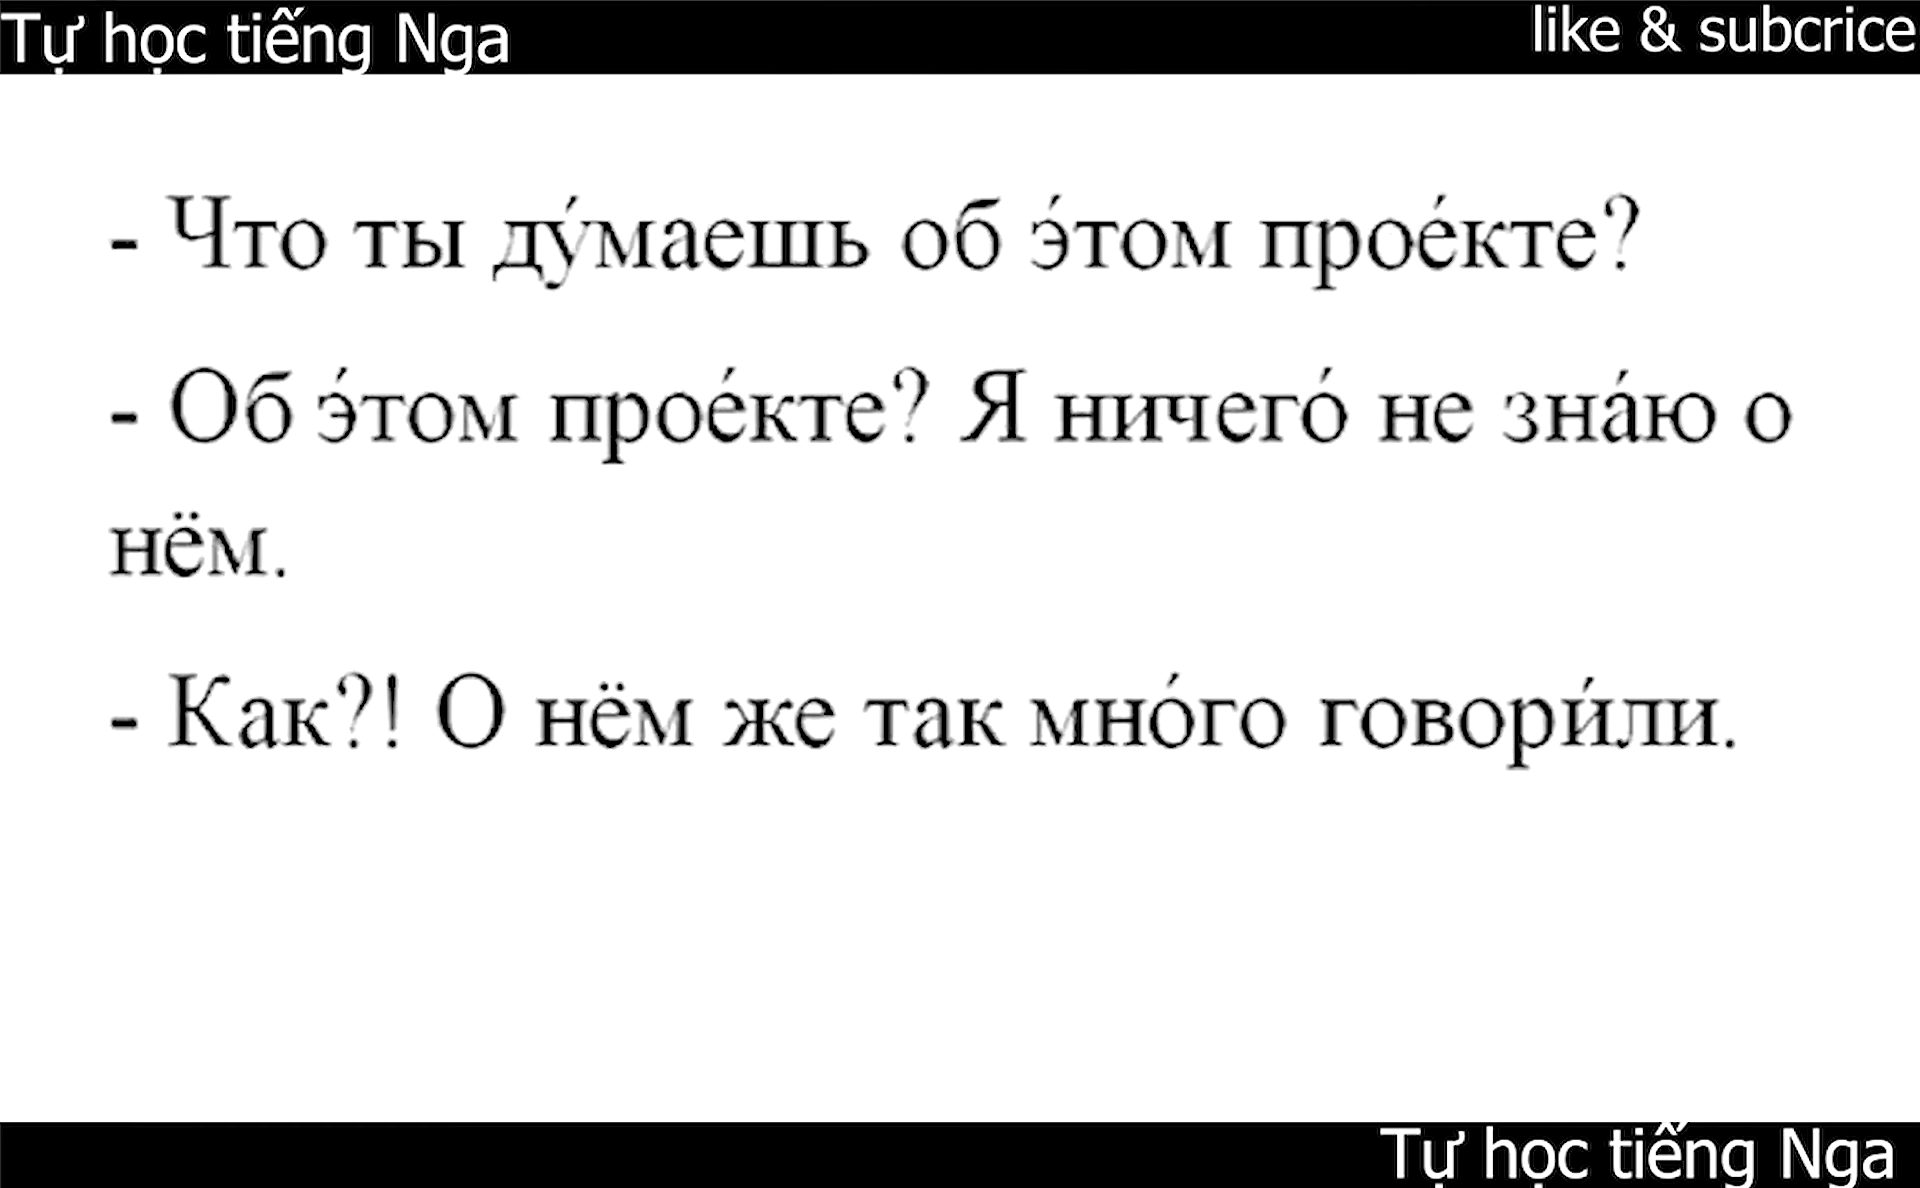 Tự học tiếng Nga
like & subcrice
- Что ты ду́маешь об э́том прое́кте?
- Об э́том прое́кте? Я ничего́ не зна́ю о
нём.
- Как?! О нём же так мно́го говори́ли.
Tự học tiếng Nga